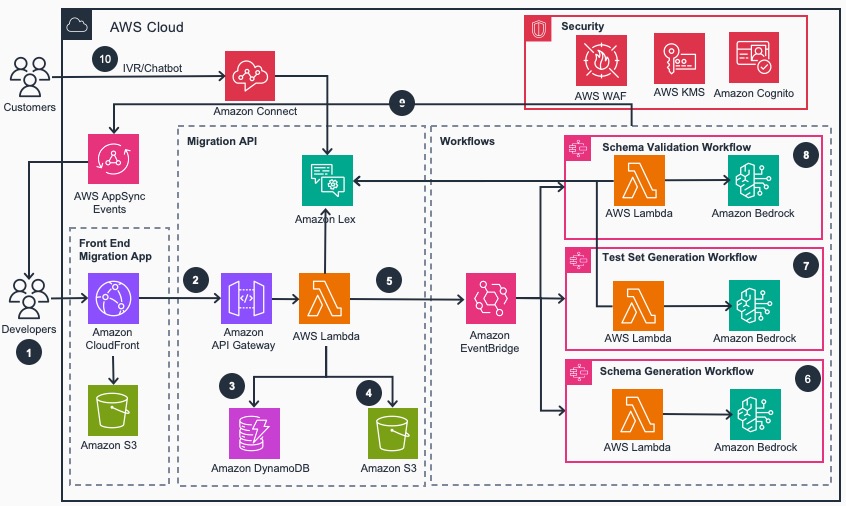 AWS Cloud
Security
AWS WAF
AWS KMS
Amazon Cognito
10
IVR/Chatbot
Customers
Amazon Connect
9
Migration API
Workflows
AWS AppSync
Events
Amazon Lex
Schema Validation Workflow
8
AWS Lambda
Amazon Bedrock
Front End
Migration App
Developers
1
Amazon
CloudFront
2
Amazon
API Gateway
AWS Lambda
5
Amazon
EventBridge
Test Set Generation Workflow
7
AWS Lambda
Amazon Bedrock
Amazon S3
3
Amazon DynamoDB
4
Amazon S3
Schema Generation Workflow
6
AWS Lambda
Amazon Bedrock